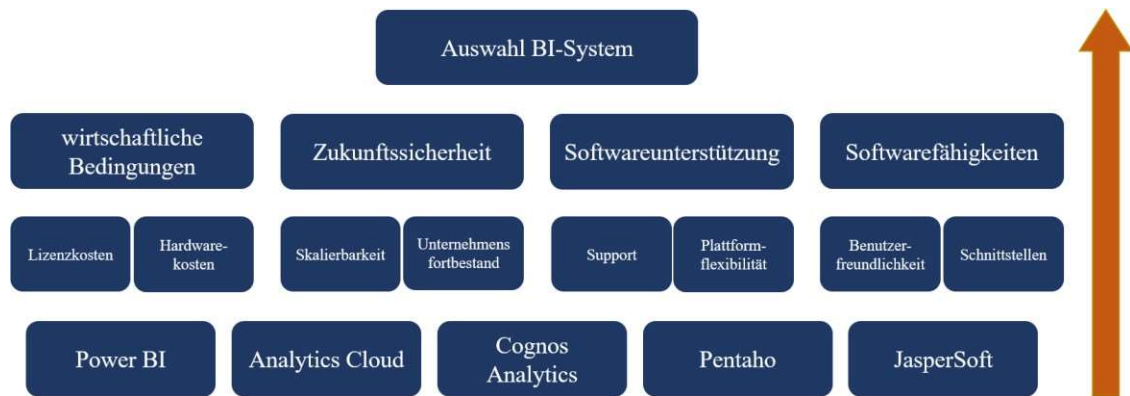 Auswahl BI-System
wirtschaftliche
Bedingungen
Zukunftssicherheit
Softwareunterstützung
Softwarefähigkeiten
Lizenzkosten
Hardware-
kosten
Skalierbarkeit
Unternehmens
fortbestand
Support
Plattform-
flexibilität
Benutzer-
freundlichkeit
Schnittstellen
Power BI
Analytics Cloud
Cognos
Analytics
Pentaho
JasperSoft